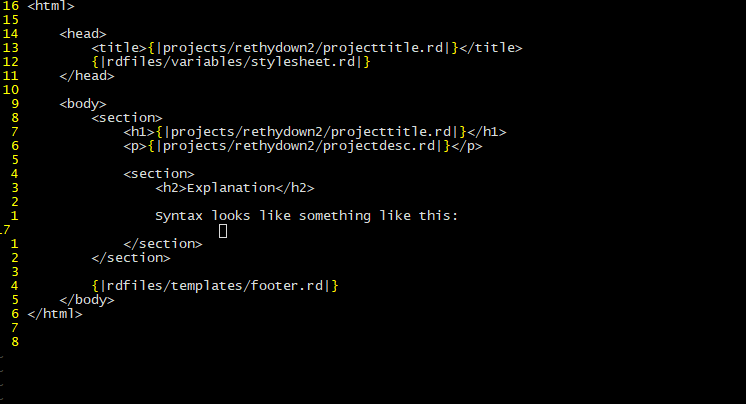 16 <html>
15
14     <head>
13         <title>{|projects/rethydown2/projecttitle.rd|}</title>
12         {|rdfiles/variables/stylesheet.rd|}
11     </head>
10
9     <body>
8         <section>
7             <h1>{|projects/rethydown2/projecttitle.rd|}</h1>
6             <p>{|projects/rethydown2/projectdesc.rd|}</p>
5
4             <section>
3                 <h2>Explanation</h2>
2
1                 Syntax looks like something like this:
17
1             </section>
2         </section>
3
4         {|rdfiles/templates/footer.rd|}
5     </body>
6 </html>
7
8
~
~
~